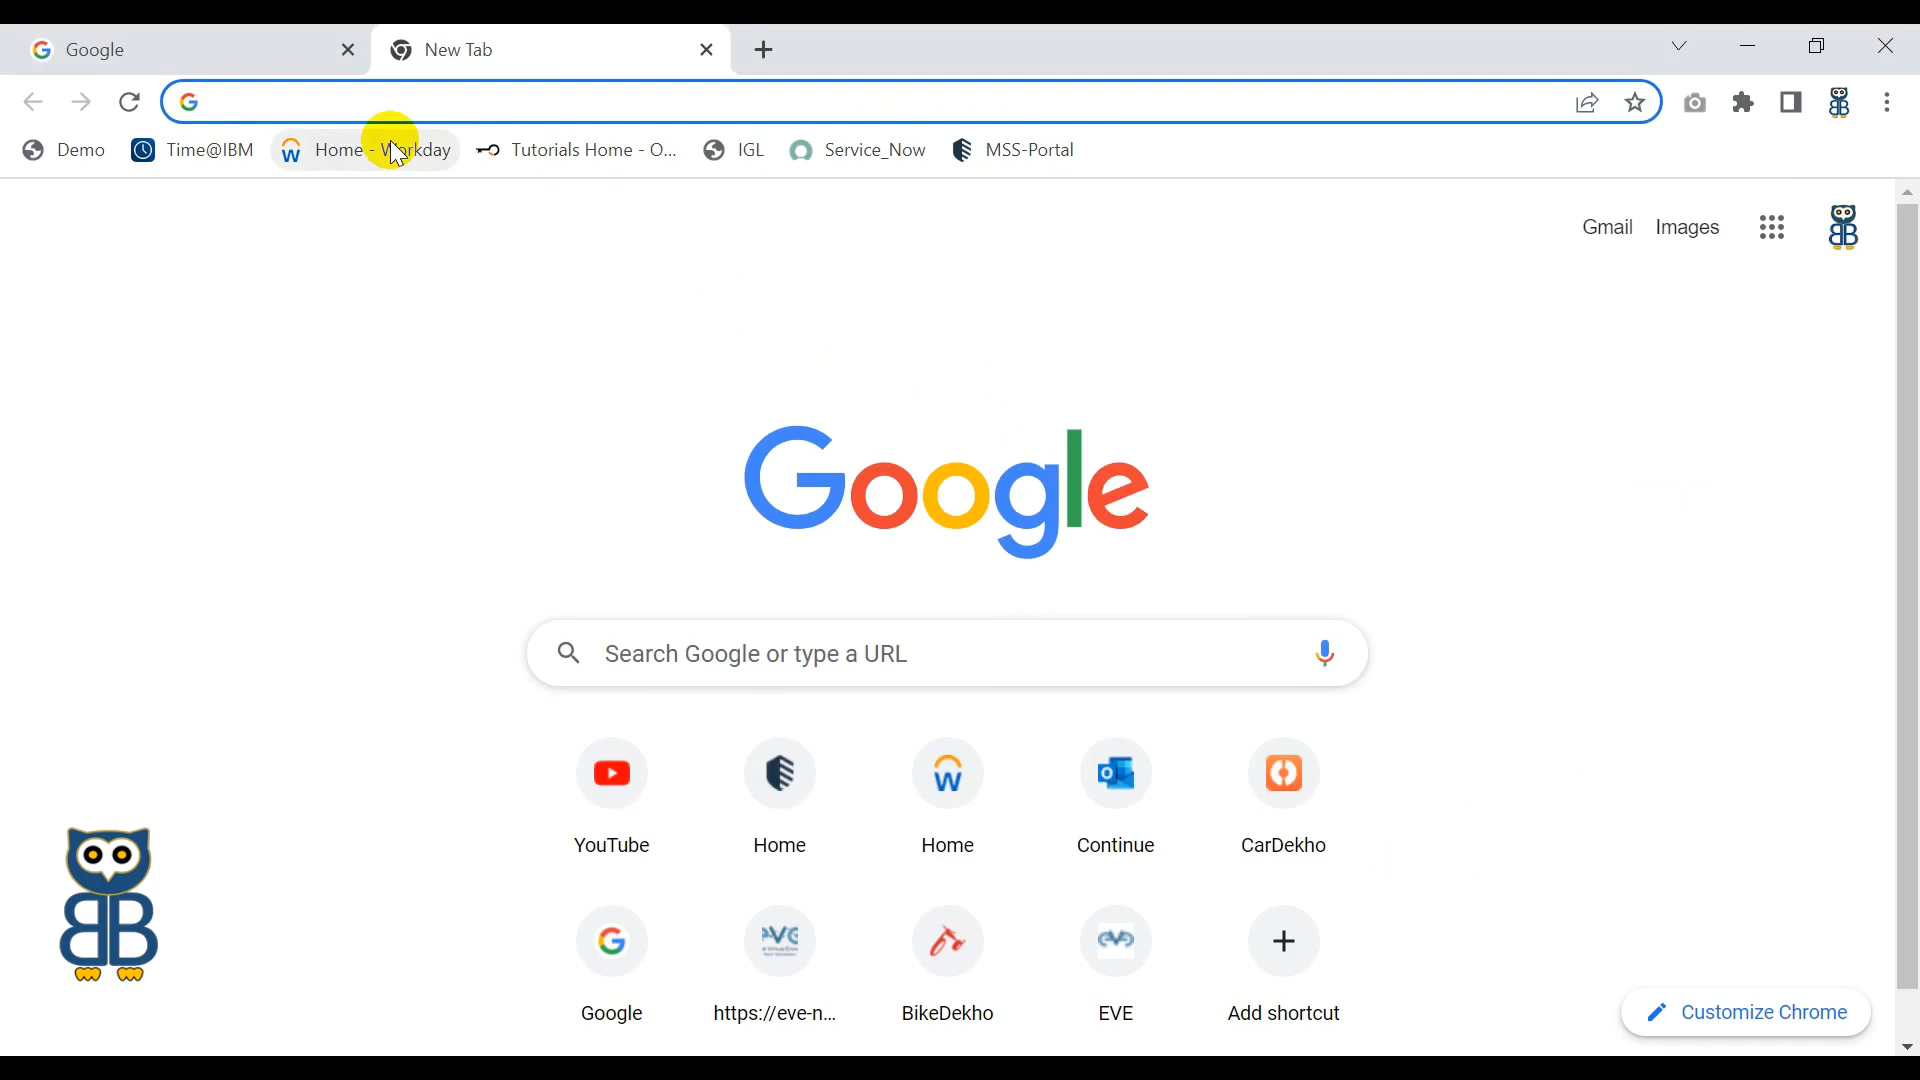 Google
New Tab
Demo Time@IBM Home - Workday Tutorials Home - O... IGL Service_Now MSS-Portal
Gmail Images
Google
Search Google or type a URL
YouTube Home Home Continue CarDekho
Google https://eve-n... BikeDekho EVE Add shortcut
Customize Chrome